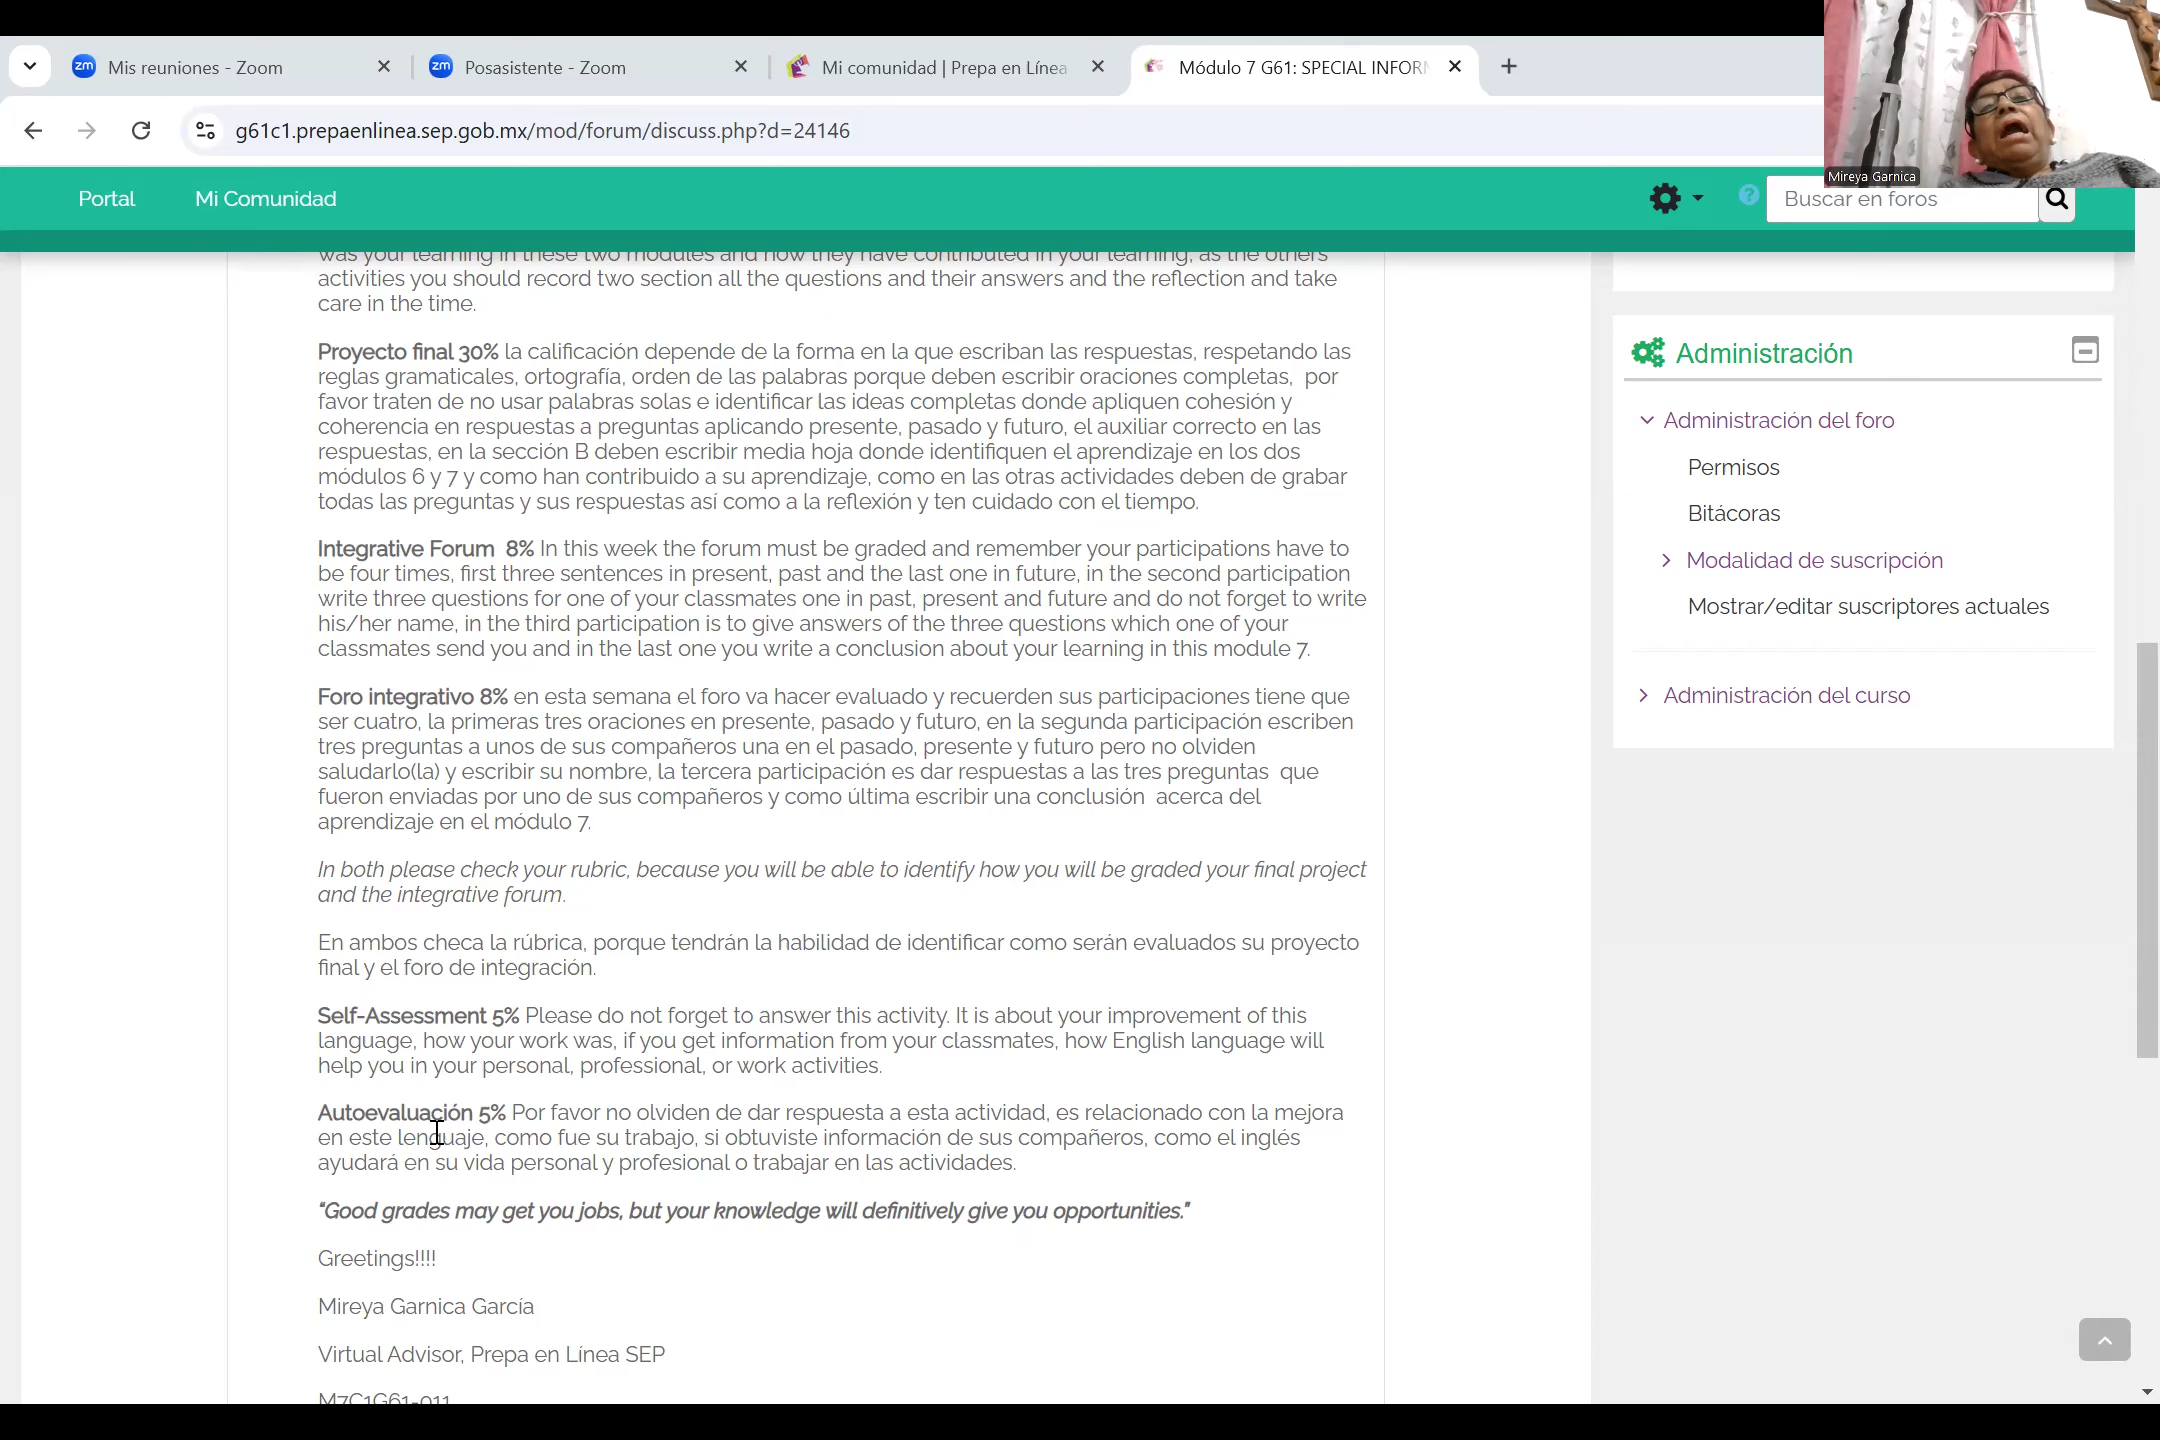 Mis reuniones - Zoom
Posasistente - Zoom
Mi comunidad | Prepa en Línea
Módulo 7 G61: SPECIAL INFORM
g61c1.prepaenlinea.sep.gob.mx/mod/forum/discuss.php?d=24146
Mireya Garnica
Portal
Mi Comunidad
Buscar en foros
was your learning in these two modules and how they have contributed in your learning, as the others
activities you should record two section all the questions and their answers and the reflection and take
care in the time.
Proyecto final 30% la calificación depende de la forma en la que escriban las respuestas, respetando las
reglas gramaticales, ortografía, orden de las palabras porque deben escribir oraciones completas, por
favor traten de no usar palabras solas e identificar las ideas completas donde apliquen cohesión y
coherencia en respuestas a preguntas aplicando presente, pasado y futuro, el auxiliar correcto en las
respuestas, en la sección B deben escribir media hoja donde identifiquen el aprendizaje en los dos
módulos 6 y 7 y como han contribuido a su aprendizaje, como en las otras actividades deben de grabar
todas las preguntas y sus respuestas así como a la reflexión y ten cuidado con el tiempo.
Integrative Forum 8% In this week the forum must be graded and remember your participations have to
be four times, first three sentences in present, past and the last one in future, in the second participation
write three questions for one of your classmates one in past, present and future and do not forget to write
his/her name, in the third participation is to give answers of the three questions which one of your
classmates send you and in the last one you write a conclusion about your learning in this module 7.
Foro integrativo 8% en esta semana el foro va hacer evaluado y recuerden sus participaciones tiene que
ser cuatro, la primeras tres oraciones en presente, pasado y futuro, en la segunda participación escriben
tres preguntas a unos de sus compañeros una en el pasado, presente y futuro pero no olviden
saludarlo(la) y escribir su nombre, la tercera participación es dar respuestas a las tres preguntas que
fueron enviadas por uno de sus compañeros y como última escribir una conclusión acerca del
aprendizaje en el módulo 7.
In both please check your rubric, because you will be able to identify how you will be graded your final project
and the integrative forum.
En ambos checa la rúbrica, porque tendrán la habilidad de identificar como serán evaluados su proyecto
final y el foro de integración.
Self-Assessment 5% Please do not forget to answer this activity. It is about your improvement of this
language, how your work was, if you get information from your classmates, how English language will
help you in your personal, professional, or work activities.
Autoevaluación 5% Por favor no olviden de dar respuesta a esta actividad, es relacionado con la mejora
en este lenguaje, como fue su trabajo, si obtuviste información de sus compañeros, como el inglés
ayudará en su vida personal y profesional o trabajar en las actividades.
"Good grades may get you jobs, but your knowledge will definitively give you opportunities."
Greetings!!!!
Mireya Garnica García
Virtual Advisor, Prepa en Línea SEP
M7C1G61-011
Administración
Administración del foro
Permisos
Bitácoras
Modalidad de suscripción
Mostrar/editar suscriptores actuales
Administración del curso